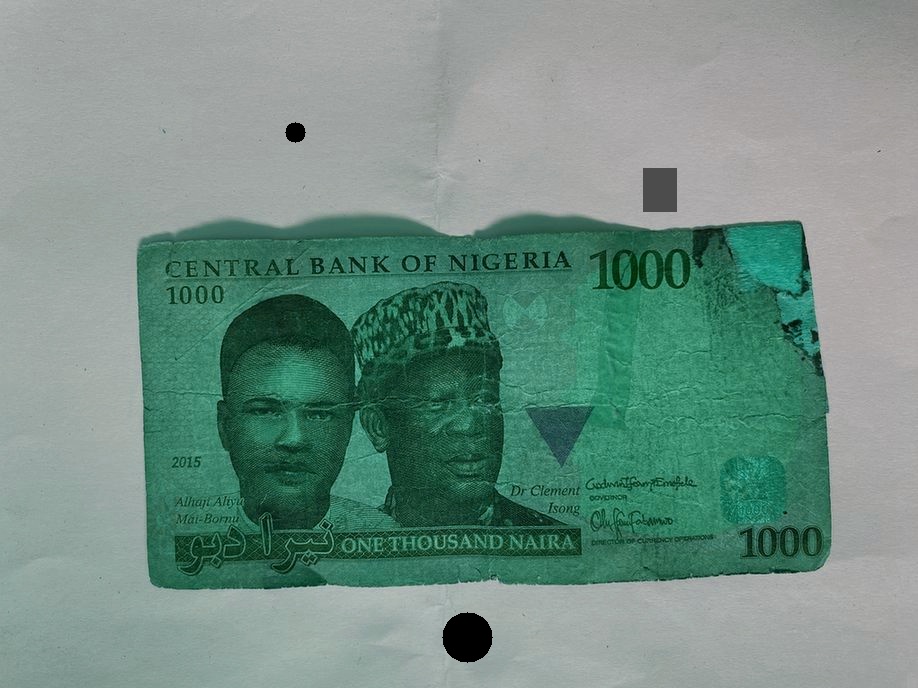 CENTRAL BANK OF NIGERIA
1000
1000
2015
Alhaji Aliyu
Mai-Bornu
Dr Clement
Isong
GOVERNOR
DIRECTOR OF CURRENCY OPERATIONS
نيرا دبو
ONE THOUSAND NAIRA
1000